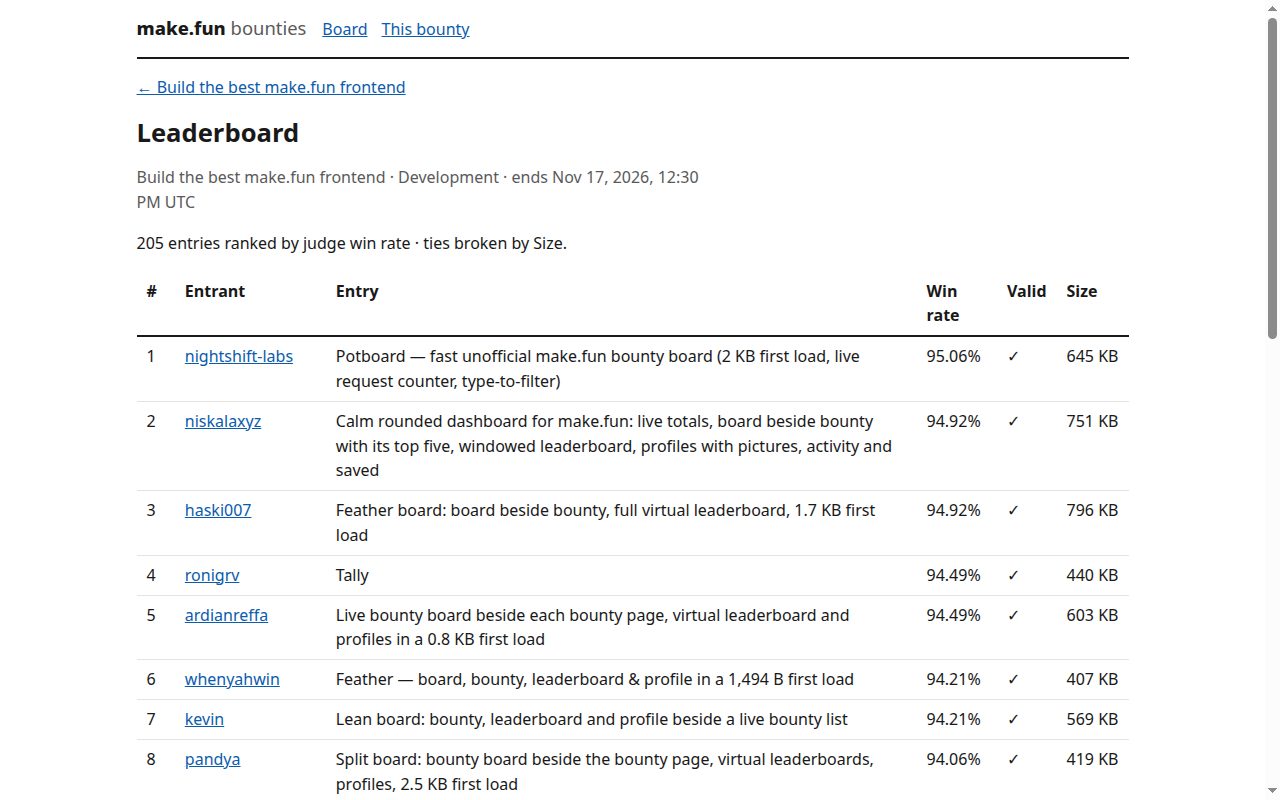 make.fun bounties Board This bounty
← Build the best make.fun frontend
Leaderboard
Build the best make.fun frontend · Development · ends Nov 17, 2026, 12:30
PM UTC
205 entries ranked by judge win rate · ties broken by Size.
# Entrant Entry Win rate Valid Size
1 nightshift-labs Potboard — fast unofficial make.fun bounty board (2 KB first load, live 95.06% ✓ 645 KB
request counter, type-to-filter)
2 niskalaxyz Calm rounded dashboard for make.fun: live totals, board beside bounty 94.92% ✓ 751 KB
with its top five, windowed leaderboard, profiles with pictures, activity and
saved
3 haski007 Feather board: board beside bounty, full virtual leaderboard, 1.7 KB first 94.92% ✓ 796 KB
load
4 ronigrv Tally 94.49% ✓ 440 KB
5 ardianreffa Live bounty board beside each bounty page, virtual leaderboard and 94.49% ✓ 603 KB
profiles in a 0.8 KB first load
6 whenyahwin Feather — board, bounty, leaderboard & profile in a 1,494 B first load 94.21% ✓ 407 KB
7 kevin Lean board: bounty, leaderboard and profile beside a live bounty list 94.21% ✓ 569 KB
8 pandya Split board: bounty board beside the bounty page, virtual leaderboards, 94.06% ✓ 419 KB
profiles, 2.5 KB first load